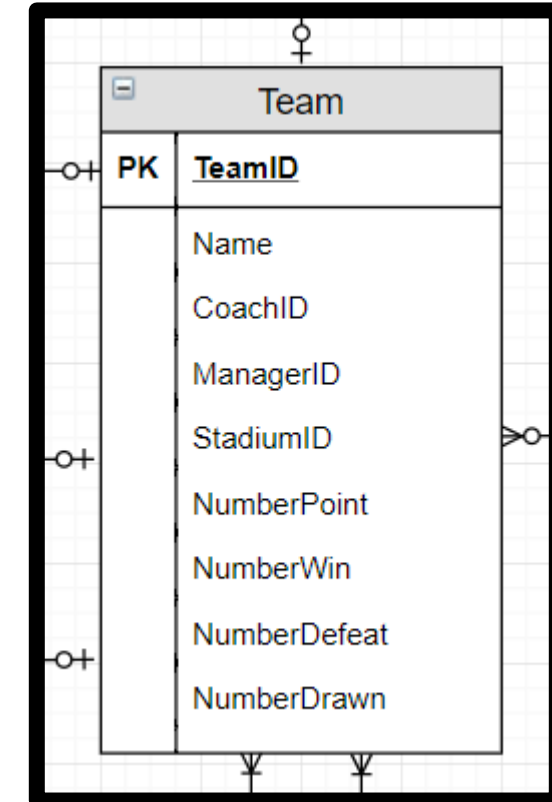 Team
PK TeamID
Name
CoachID
ManagerID
StadiumID
NumberPoint
NumberWin
NumberDefeat
NumberDrawn